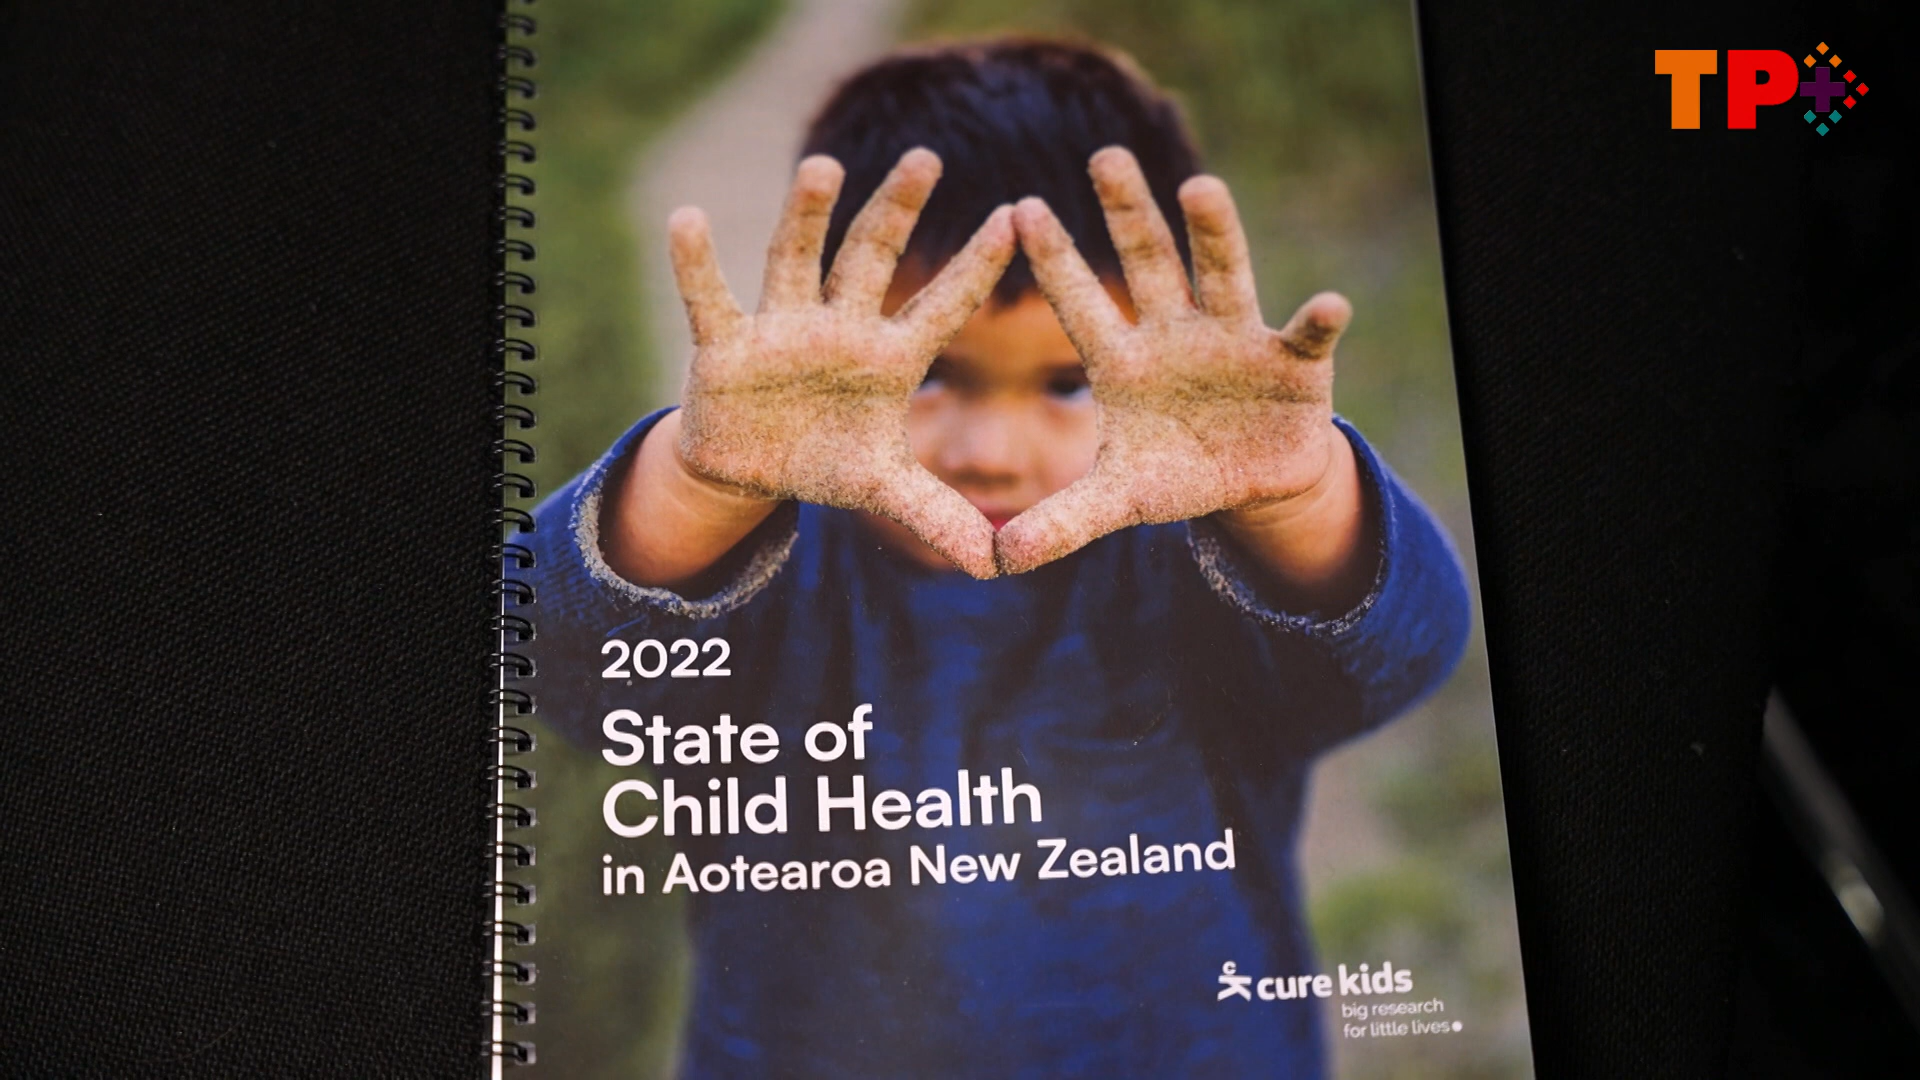 TP+
2022
State of
Child Health
in Aotearoa New Zealand
cure kids
big research
for little lives